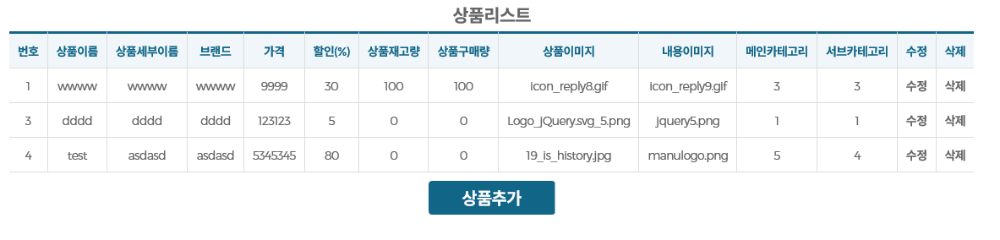 상품리스트
번호 상품이름 상품세부이름 브랜드 가격 할인(%) 상품재고량 상품구매량 상품이미지 내용이미지 메인카테고리 서브카테고리 수정 삭제
1 wwww wwww wwww 9999 30 100 100 icon_reply8.gif icon_reply9.gif 3 3 수정 삭제
3 dddd dddd dddd 123123 5 0 0 Logo_jQuery.svg_5.png jquery5.png 1 1 수정 삭제
4 test asdasd asdasd 5345345 80 0 0 19_is_history.jpg manulogo.png 5 4 수정 삭제
상품추가